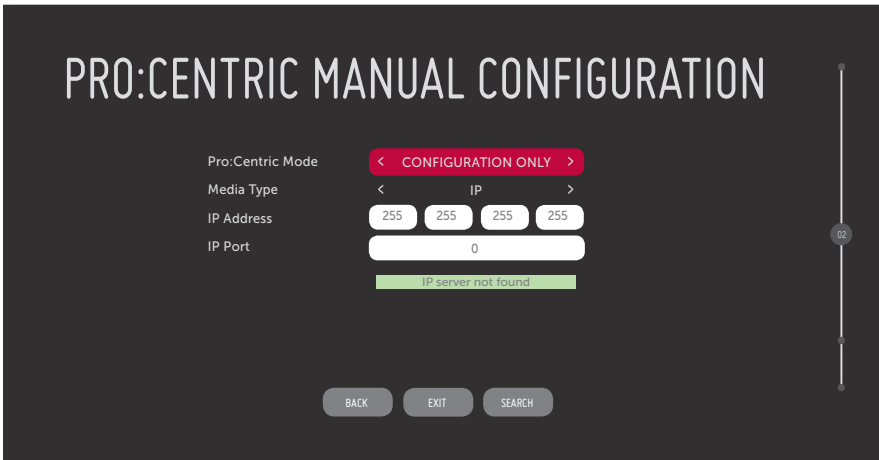 PRO:CENTRIC MANUAL CONFIGURATION
Pro:Centric Mode < CONFIGURATION ONLY >
Media Type < IP >
IP Address 255 255 255 255
02
IP Port 0
IP server not found
BACK EXIT SEARCH